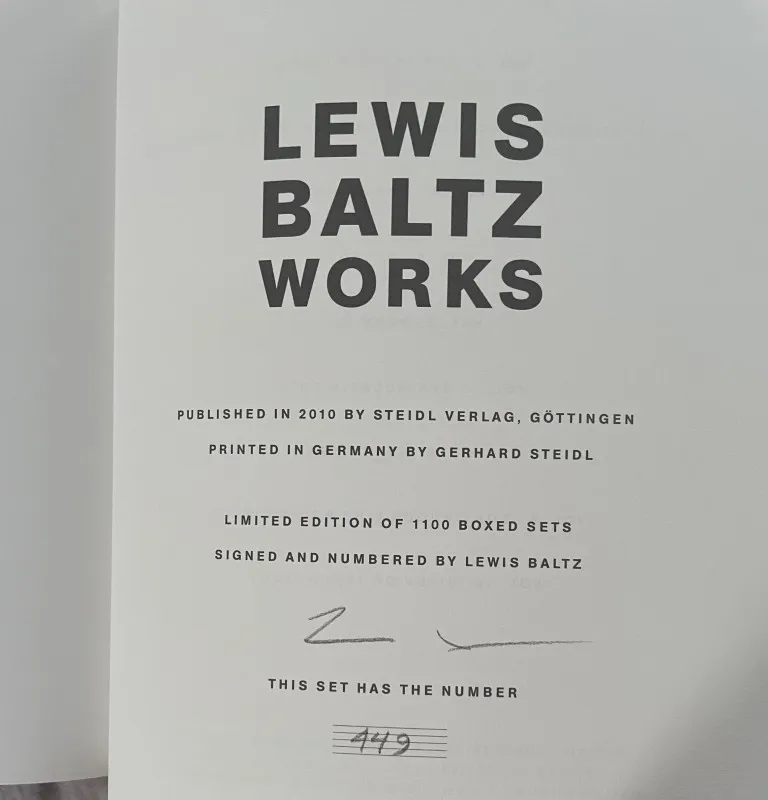 LEWIS
BALTZ
WORKS
PUBLISHED IN 2010 BY STEIDL VERLAG, GÖTTINGEN
PRINTED IN GERMANY BY GERHARD STEIDL
LIMITED EDITION OF 1100 BOXED SETS
SIGNED AND NUMBERED BY LEWIS BALTZ
THIS SET HAS THE NUMBER
449